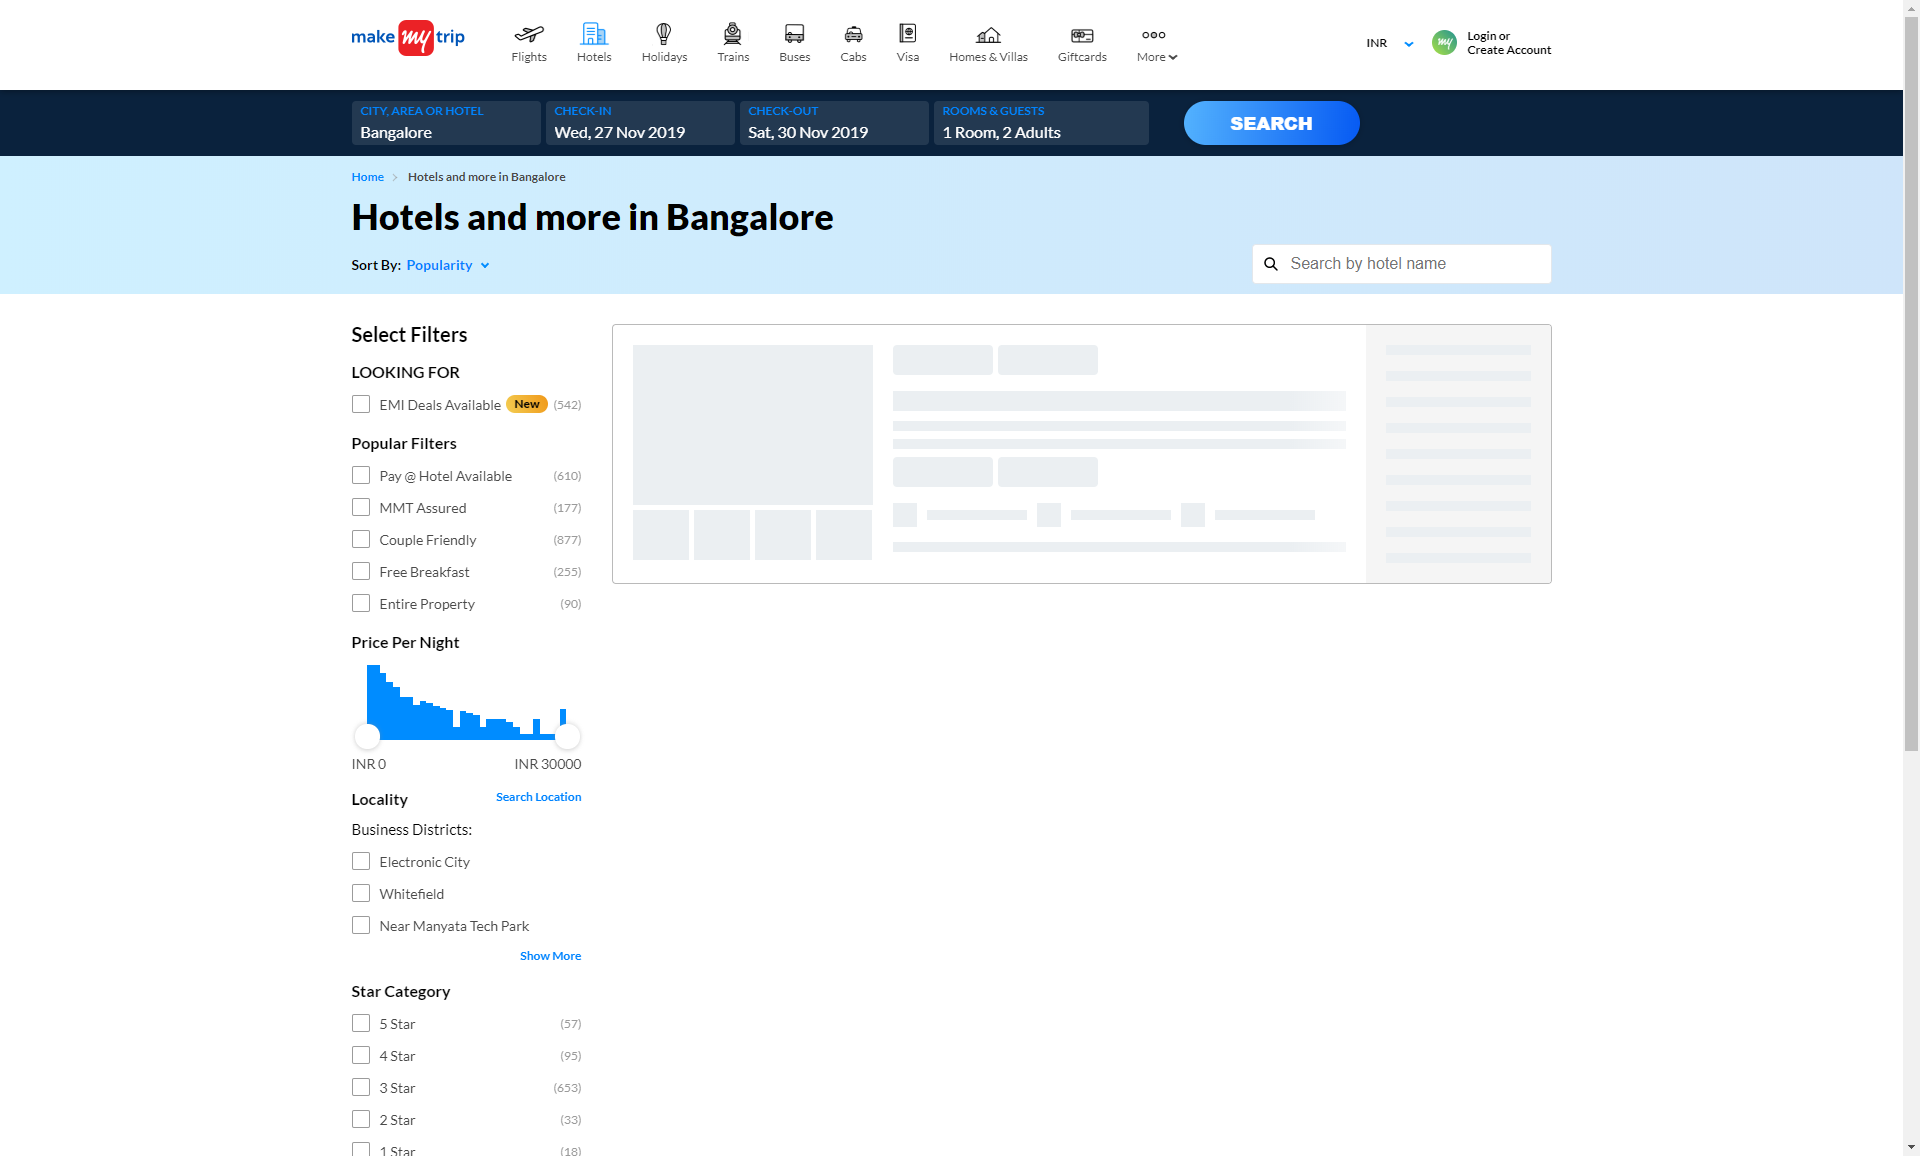 make my trip
Flights
Hotels
Holidays
Trains
Buses
Cabs
Visa
Homes & Villas
Giftcards
More
INR
my
Login or
Create Account
CITY, AREA OR HOTEL
Bangalore
CHECK-IN
Wed, 27 Nov 2019
CHECK-OUT
Sat, 30 Nov 2019
ROOMS & GUESTS
1 Room, 2 Adults
SEARCH
Home
Hotels and more in Bangalore
Hotels and more in Bangalore
Sort By: Popularity
Search by hotel name
Select Filters
LOOKING FOR
EMI Deals Available New (542)
Popular Filters
Pay @ Hotel Available (610)
MMT Assured (177)
Couple Friendly (877)
Free Breakfast (255)
Entire Property (90)
Price Per Night
INR 0 INR 30000
Locality Search Location
Business Districts:
Electronic City
Whitefield
Near Manyata Tech Park
Show More
Star Category
5 Star (57)
4 Star (95)
3 Star (653)
2 Star (33)
1 Star (18)